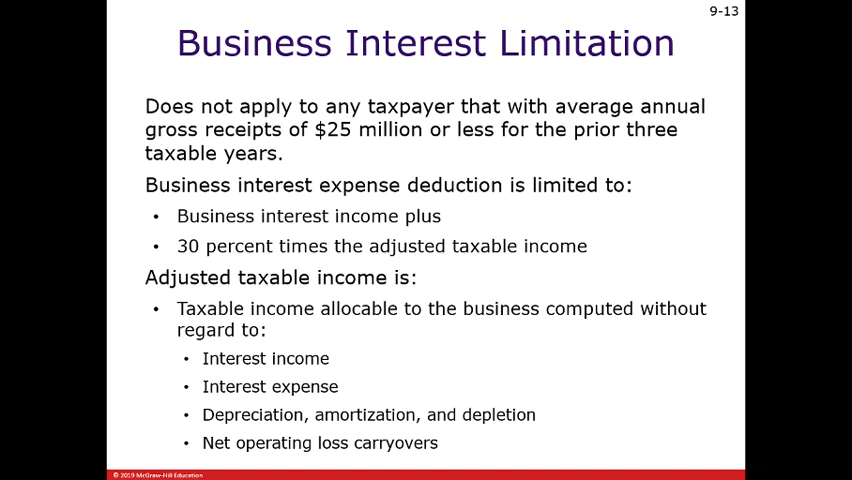 9-13
Business Interest Limitation
Does not apply to any taxpayer that with average annual
gross receipts of $25 million or less for the prior three
taxable years.
Business interest expense deduction is limited to:
• Business interest income plus
• 30 percent times the adjusted taxable income
Adjusted taxable income is:
• Taxable income allocable to the business computed without
regard to:
• Interest income
• Interest expense
• Depreciation, amortization, and depletion
• Net operating loss carryovers
© 2019 McGraw-Hill Education